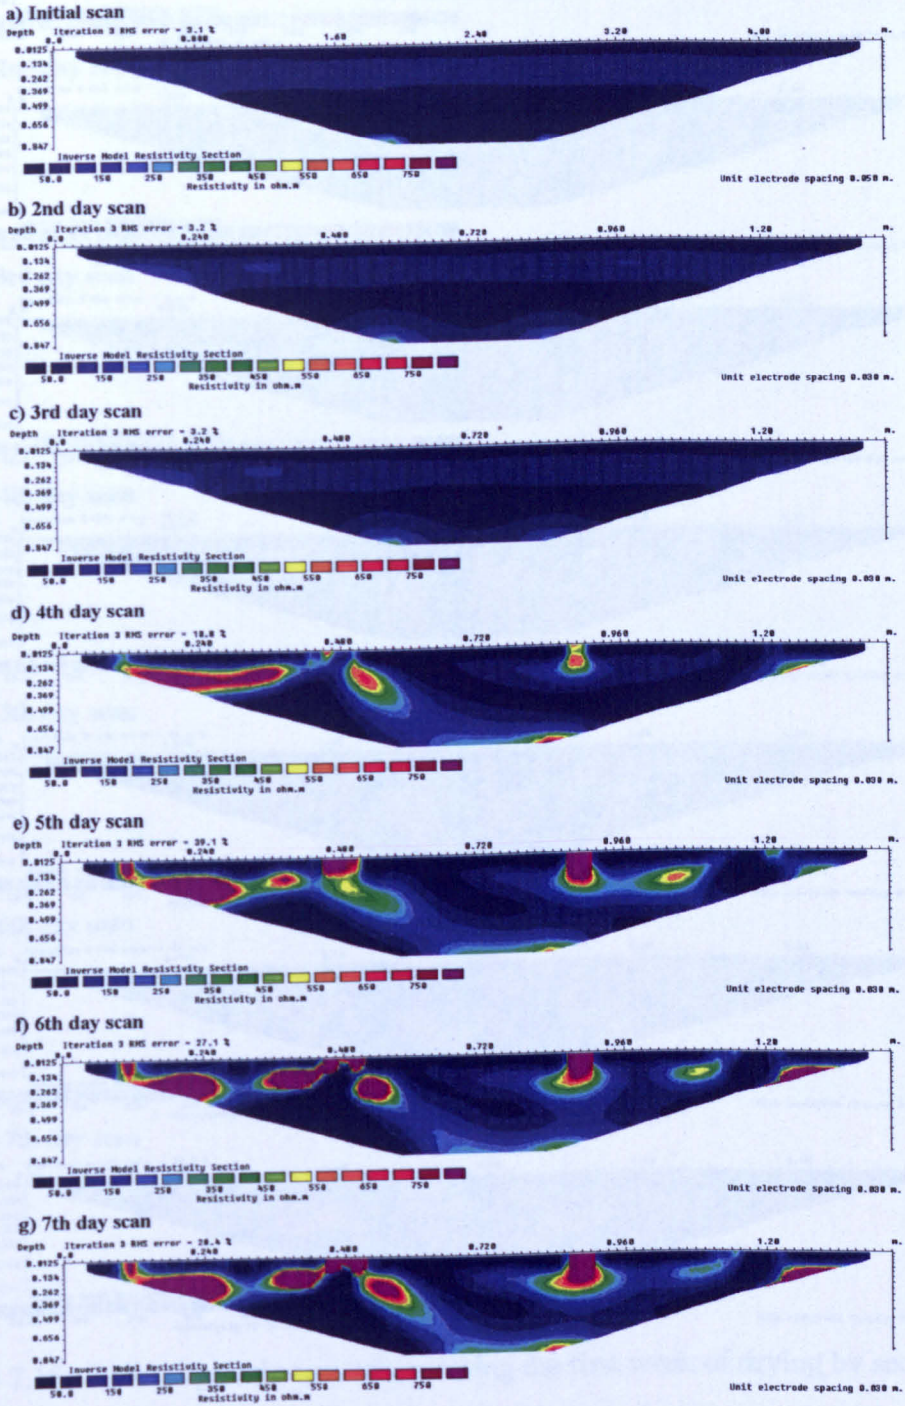 a) Initial scan
Depth Iteration 3 RMS error = 3.1 %
0.0 0.800 1.60 2.40 3.20 4.00 m.
0.0125
0.134
0.262
0.369
0.499
0.656
0.847
Inverse Model Resistivity Section
50.0 150 250 350 450 550 650 750
Resistivity in ohm.m
Unit electrode spacing 0.050 m.
b) 2nd day scan
Depth Iteration 3 RMS error = 3.2 %
0.0 0.240 0.480 0.720 0.960 1.20 m.
0.0125
0.134
0.262
0.369
0.499
0.656
0.847
Inverse Model Resistivity Section
50.0 150 250 350 450 550 650 750
Resistivity in ohm.m
Unit electrode spacing 0.030 m.
c) 3rd day scan
Depth Iteration 3 RMS error = 3.2 %
0.0 0.240 0.480 0.720 0.960 1.20 m.
0.0125
0.134
0.262
0.369
0.499
0.656
0.847
Inverse Model Resistivity Section
50.0 150 250 350 450 550 650 750
Resistivity in ohm.m
Unit electrode spacing 0.030 m.
d) 4th day scan
Depth Iteration 3 RMS error = 18.8 %
0.0 0.240 0.480 0.720 0.960 1.20 m.
0.0125
0.134
0.262
0.369
0.499
0.656
0.847
Inverse Model Resistivity Section
50.0 150 250 350 450 550 650 750
Resistivity in ohm.m
Unit electrode spacing 0.030 m.
e) 5th day scan
Depth Iteration 3 RMS error = 39.1 %
0.0 0.240 0.480 0.720 0.960 1.20 m.
0.0125
0.134
0.262
0.369
0.499
0.656
0.847
Inverse Model Resistivity Section
50.0 150 250 350 450 550 650 750
Resistivity in ohm.m
Unit electrode spacing 0.030 m.
f) 6th day scan
Depth Iteration 3 RMS error = 27.1 %
0.0 0.240 0.480 0.720 0.960 1.20 m.
0.0125
0.134
0.262
0.369
0.499
0.656
0.847
Inverse Model Resistivity Section
50.0 150 250 350 450 550 650 750
Resistivity in ohm.m
Unit electrode spacing 0.030 m.
g) 7th day scan
Depth Iteration 3 RMS error = 28.4 %
0.0 0.240 0.480 0.720 0.960 1.20 m.
0.0125
0.134
0.262
0.369
0.499
0.656
0.847
Inverse Model Resistivity Section
50.0 150 250 350 450 550 650 750
Resistivity in ohm.m
Unit electrode spacing 0.030 m.